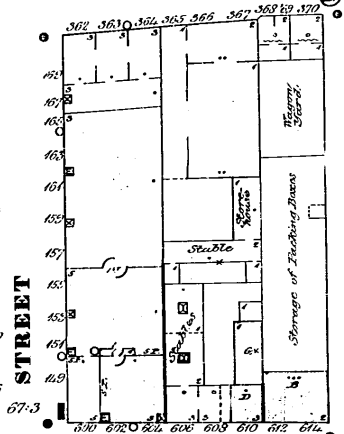 362 363 364 365 366 367 368 '69 370
167
165
163
161
159
157
155
153
151
149
Wagon Yard.
Store-house
Stable
Storage of Packing Boxes
Stables
STREET
67:3
D
B
600 602 604 606 608 610 612 614